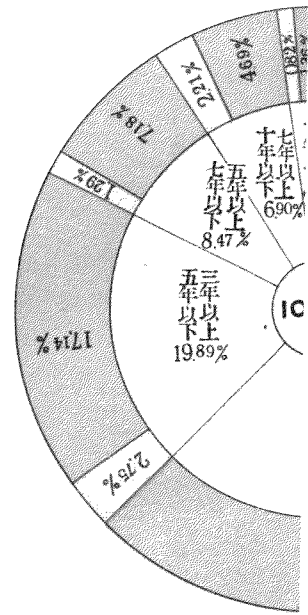 4.69%
2.21%
7.18%
1.29%
17.14%
2.75%
七年以上
十年以下
6.90%
五年以上
七年以下
8.47%
三年以上
五年以下
19.89%